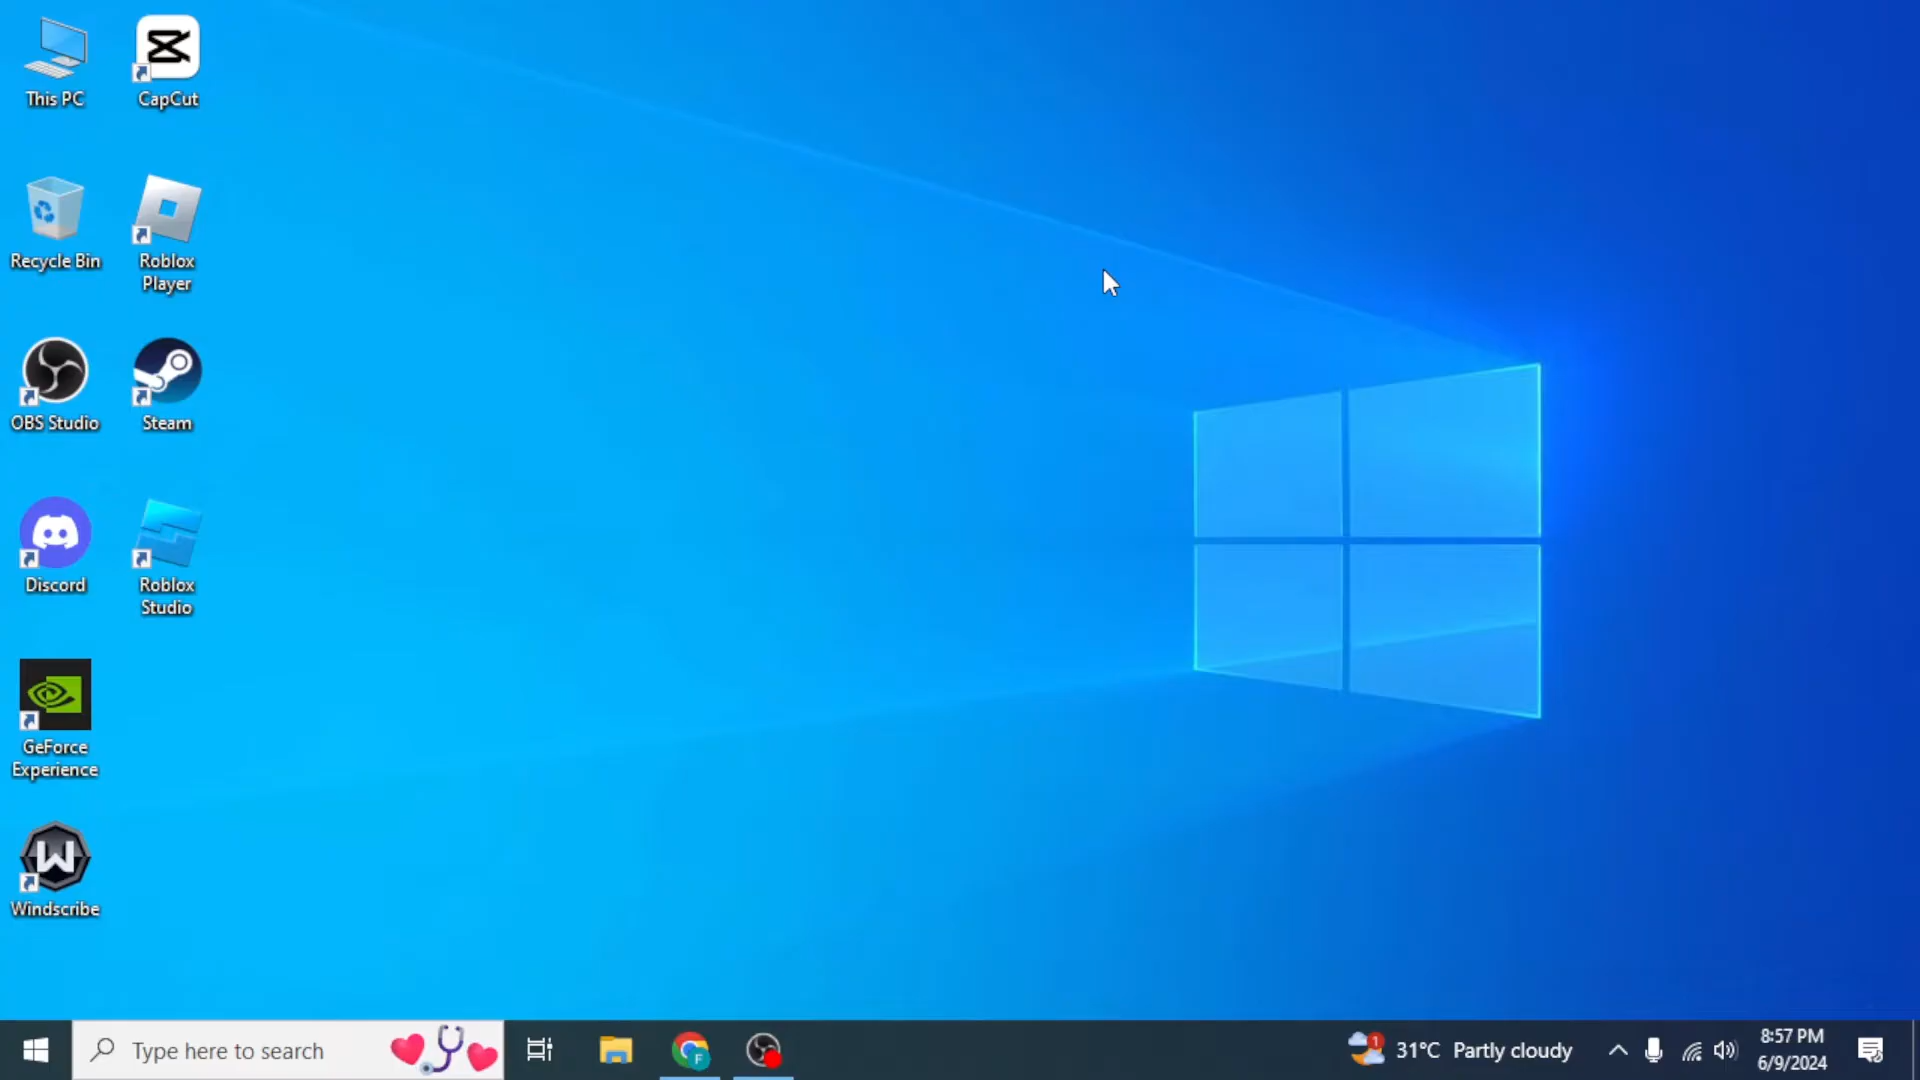 This PC
CapCut
Recycle Bin
Roblox
Player
OBS Studio
Steam
Discord
Roblox
Studio
GeForce
Experience
W
Windscribe
Type here to search
F
1
31°C Partly cloudy
8:57 PM
6/9/2024